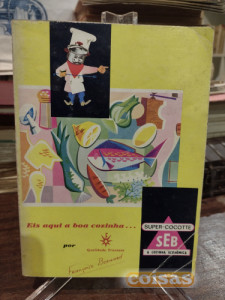 Eis aqui a boa cozinha...
por
SUPER-COCOTTE
SEB
A COZINHA ECONÓMICA
coisas